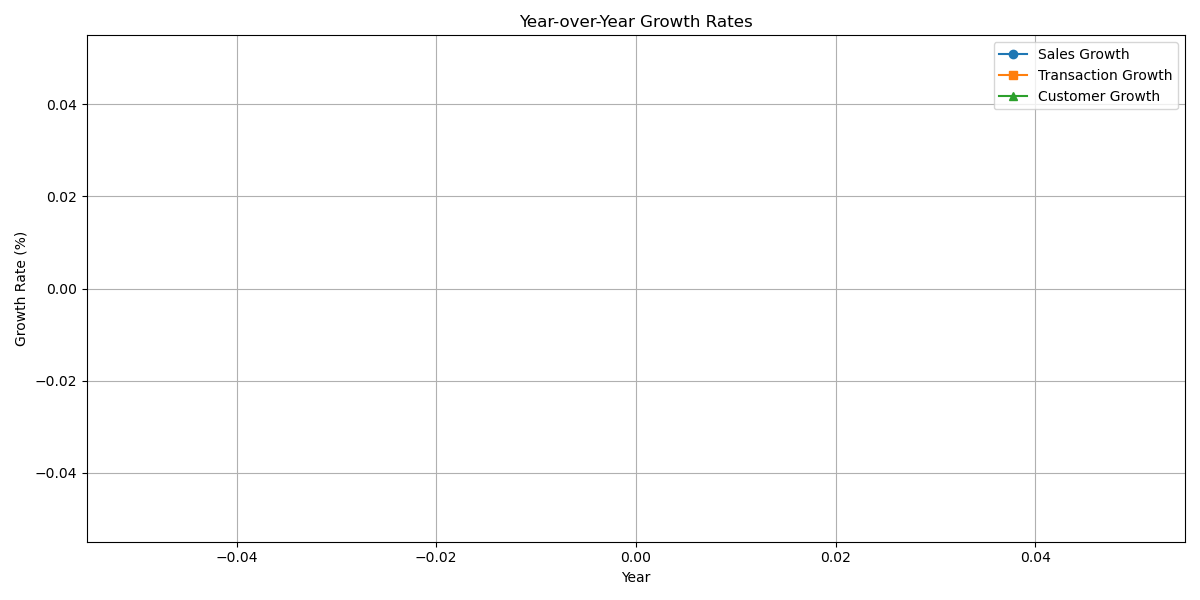 Year-over-Year Growth Rates
Sales Growth
Transaction Growth
Customer Growth
Growth Rate (%)
0.04
0.02
0.00
−0.02
−0.04
−0.04
−0.02
0.00
0.02
0.04
Year